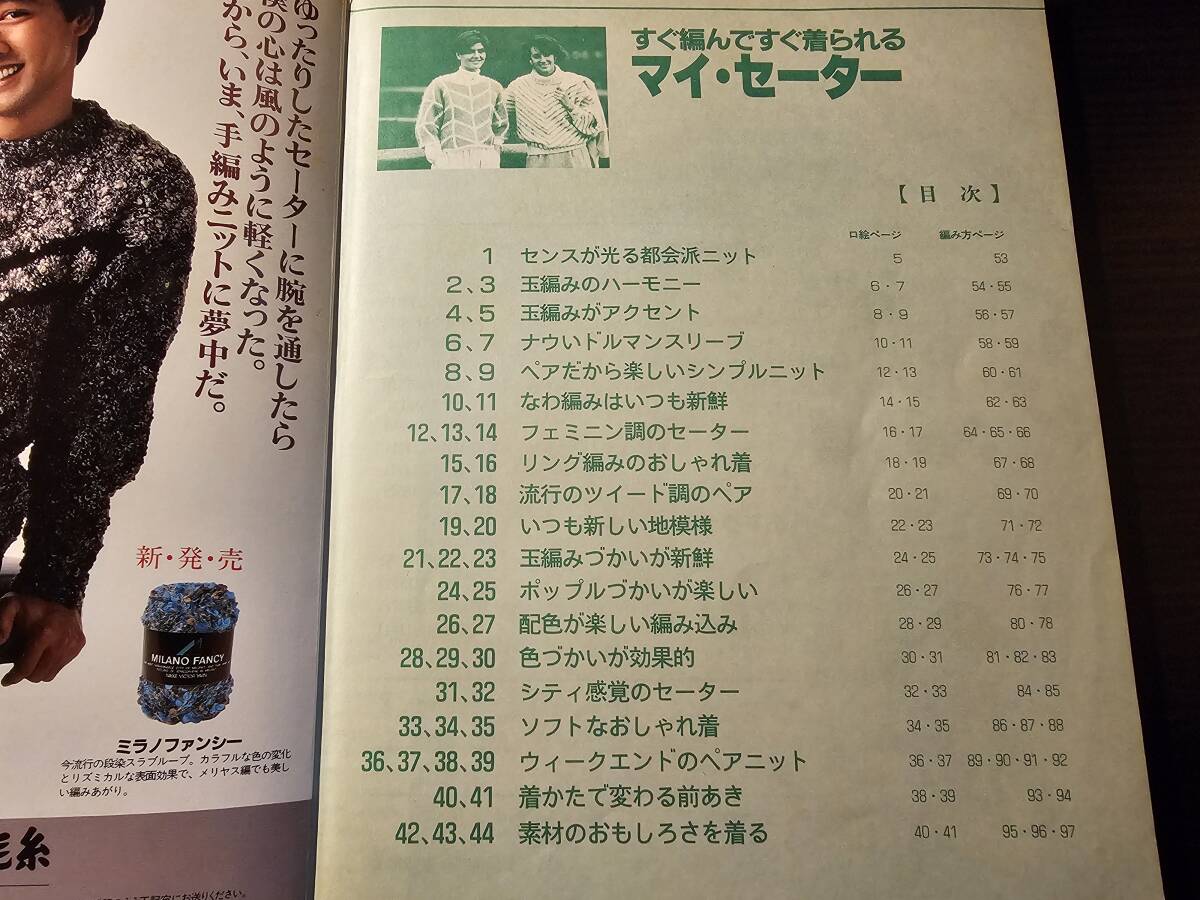 ゆったりしたセーターに腕を通したら
僕の心は風のように軽くなった。
だから、いま、手編みニットに夢中だ。
新・発・売
MILANO FANCY
ミラノファンシー
今流行の段染スラブループ。カラフルな色の変化
とリズミカルな表面効果で、メリヤス編でも美し
い編みあがり。
毛糸
すぐ編んですぐ着られる
マイ・セーター
【目 次】
口絵ページ 編み方ページ
1 センスが光る都会派ニット 5 53
2、3 玉編みのハーモニー 6・7 54・55
4、5 玉編みがアクセント 8・9 56・57
6、7 ナウいドルマンスリーブ 10・11 58・59
8、9 ペアだから楽しいシンプルニット 12・13 60・61
10、11 なわ編みはいつも新鮮 14・15 62・63
12、13、14 フェミニン調のセーター 16・17 64・65・66
15、16 リング編みのおしゃれ着 18・19 67・68
17、18 流行のツイード調のペア 20・21 69・70
19、20 いつも新しい地模様 22・23 71・72
21、22、23 玉編みづかいが新鮮 24・25 73・74・75
24、25 ポップルづかいが楽しい 26・27 76・77
26、27 配色が楽しい編み込み 28・29 80・78
28、29、30 色づかいが効果的 30・31 81・82・83
31、32 シティ感覚のセーター 32・33 84・85
33、34、35 ソフトなおしゃれ着 34・35 86・87・88
36、37、38、39 ウィークエンドのペアニット 36・37 89・90・91・92
40、41 着かたで変わる前あき 38・39 93・94
42、43、44 素材のおもしろさを着る 40・41 95・96・97